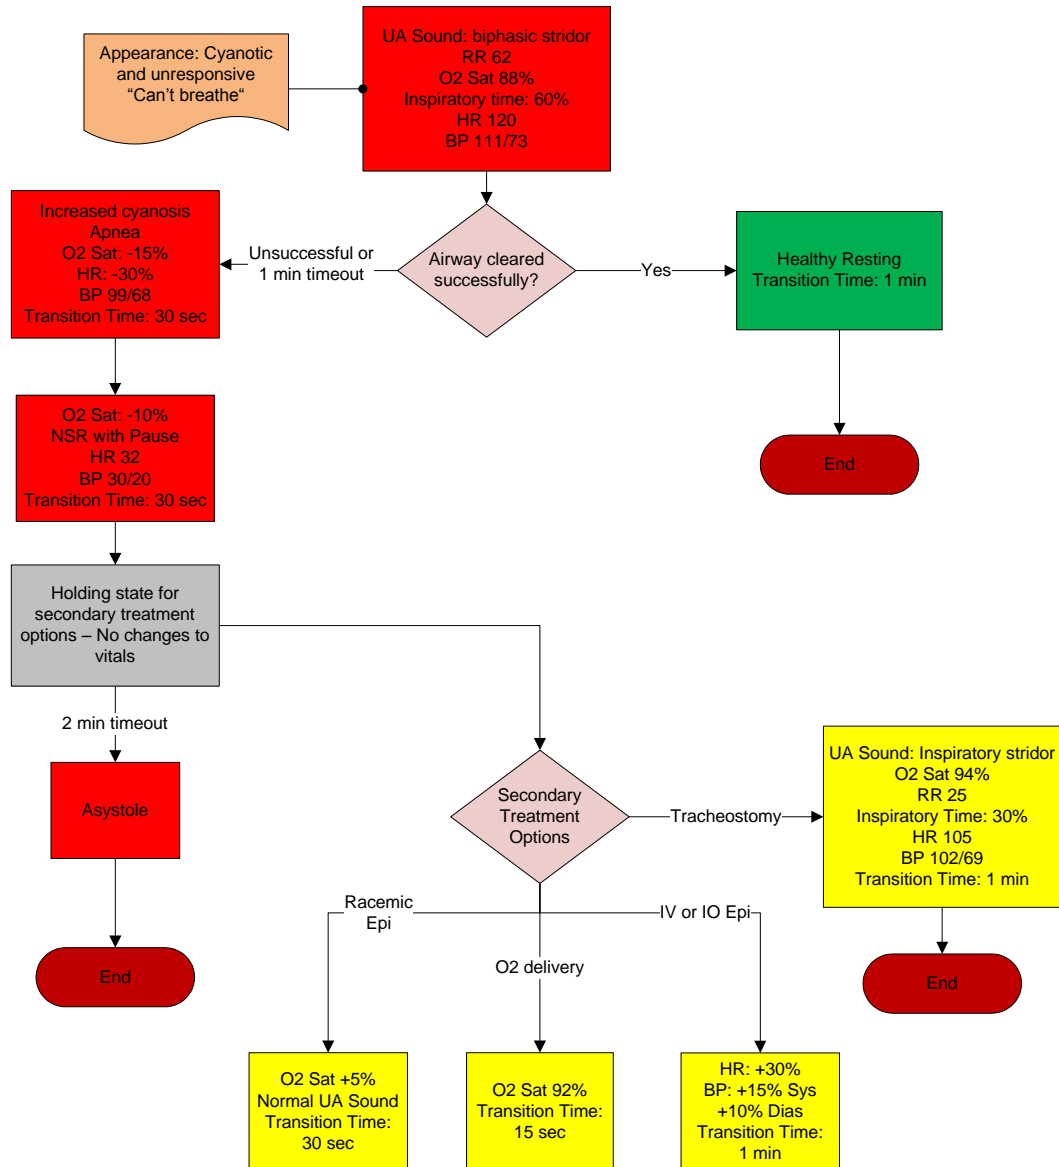 Appearance: Cyanotic
and unresponsive
“Can’t breathe“
UA Sound: biphasic stridor
RR 62
O2 Sat 88%
Inspiratory time: 60%
HR 120
BP 111/73
Increased cyanosis
Apnea
O2 Sat: -15%
HR: -30%
BP 99/68
Transition Time: 30 sec
Unsuccessful or
1 min timeout
Airway cleared
successfully?
Yes
Healthy Resting
Transition Time: 1 min
End
O2 Sat: -10%
NSR with Pause
HR 32
BP 30/20
Transition Time: 30 sec
Holding state for
secondary treatment
options – No changes to
vitals
2 min timeout
Asystole
End
Secondary
Treatment
Options
Tracheostomy
UA Sound: Inspiratory stridor
O2 Sat 94%
RR 25
Inspiratory Time: 30%
HR 105
BP 102/69
Transition Time: 1 min
End
Racemic
Epi
O2 delivery
IV or IO Epi
O2 Sat +5%
Normal UA Sound
Transition Time:
30 sec
O2 Sat 92%
Transition Time:
15 sec
HR: +30%
BP: +15% Sys
+10% Dias
Transition Time:
1 min